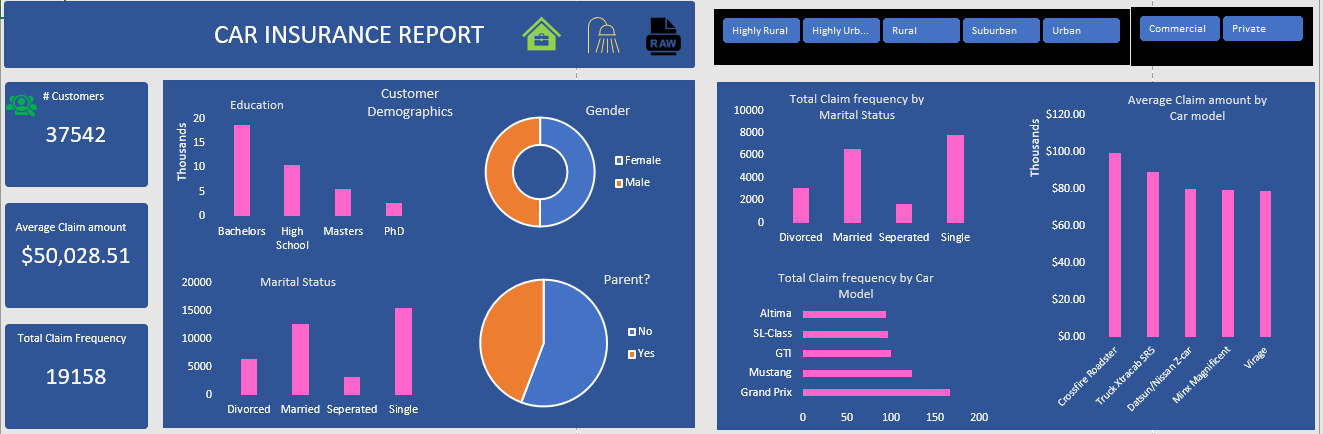 CAR INSURANCE REPORT
RAW
Highly Rural
Highly Urb...
Rural
Suburban
Urban
Commercial
Private
# Customers
37542
Average Claim amount
$50,028.51
Total Claim Frequency
19158
Customer
Demographics
Education
Thousands
20
15
10
5
0
Bachelors
High
School
Masters
PhD
Gender
Female
Male
Marital Status
20000
15000
10000
5000
0
Divorced
Married
Seperated
Single
Parent?
No
Yes
Total Claim frequency by
Marital Status
10000
8000
6000
4000
2000
0
Divorced
Married
Seperated
Single
Total Claim frequency by Car
Model
Altima
SL-Class
GTI
Mustang
Grand Prix
0
50
100
150
200
Average Claim amount by
Car model
Thousands
$120.00
$100.00
$80.00
$60.00
$40.00
$20.00
$0.00
Crossfire Roadster
Truck Xtracab SR5
Datsun/Nissan Z-car
Minx Magnificent
Virage